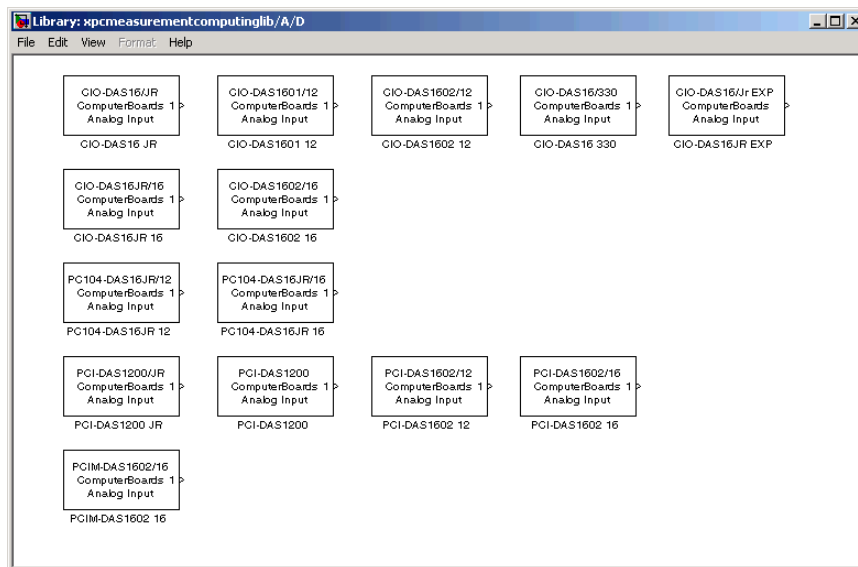 Library: xpcmeasurementcomputinglib/A/D
File Edit View Format Help
CIO-DAS16/JR
ComputerBoards 1
Analog Input
CIO-DAS16 JR
CIO-DAS1601/12
ComputerBoards 1
Analog Input
CIO-DAS1601 12
CIO-DAS1602/12
ComputerBoards 1
Analog Input
CIO-DAS1602 12
CIO-DAS16/330
ComputerBoards 1
Analog Input
CIO-DAS16 330
CIO-DAS16/Jr EXP
ComputerBoards
Analog Input
CIO-DAS16JR EXP
CIO-DAS16JR/16
ComputerBoards 1
Analog Input
CIO-DAS16JR 16
CIO-DAS1602/16
ComputerBoards 1
Analog Input
CIO-DAS1602 16
PC104-DAS16JR/12
ComputerBoards 1
Analog Input
PC104-DAS16JR 12
PC104-DAS16JR/16
ComputerBoards 1
Analog Input
PC104-DAS16JR 16
PCI-DAS1200/JR
ComputerBoards 1
Analog Input
PCI-DAS1200 JR
PCI-DAS1200
ComputerBoards 1
Analog Input
PCI-DAS1200
PCI-DAS1602/12
ComputerBoards 1
Analog Input
PCI-DAS1602 12
PCI-DAS1602/16
ComputerBoards 1
Analog Input
PCI-DAS1602 16
PCIM-DAS1602/16
ComputerBoards 1
Analog Input
PCIM-DAS1602 16